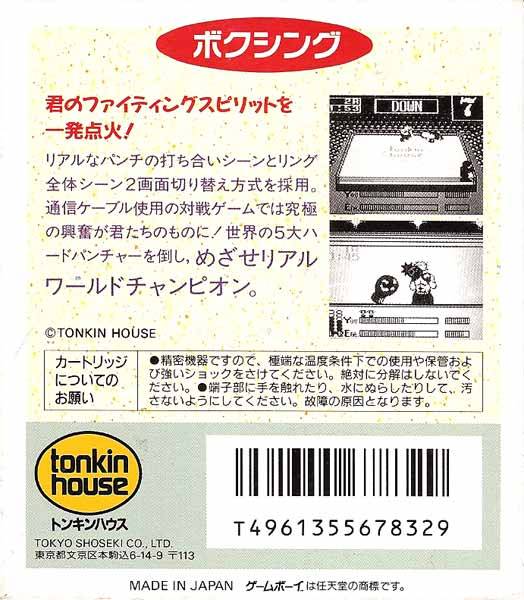 ボクシング
君のファイティングスピリットを
一発点火!
リアルなパンチの打ち合いシーンとリング
全体シーン2画面切り替え方式を採用。
通信ケーブル使用の対戦ゲームでは究極
の興奮が君たちのものに!世界の5大ハ
ードパンチャーを倒し、めざせリアル
ワールドチャンピオン。
DOWN
7
©TONKIN HOUSE
カートリッジ
についての
お願い
●精密機器ですので、極端な温度条件下での使用や保管およ
び強いショックをさけてください。絶対に分解はしないでく
ださい。●端子部に手を触れたり、水にぬらしたりして、汚
さないようにしてください。故障の原因となります。
tonkin
house
トンキンハウス
TOKYO SHOSEKI CO., LTD.
東京都文京区本駒込6-14-9 〒113
T4961355678329
MADE IN JAPAN ゲームボーイは任天堂の商標です。